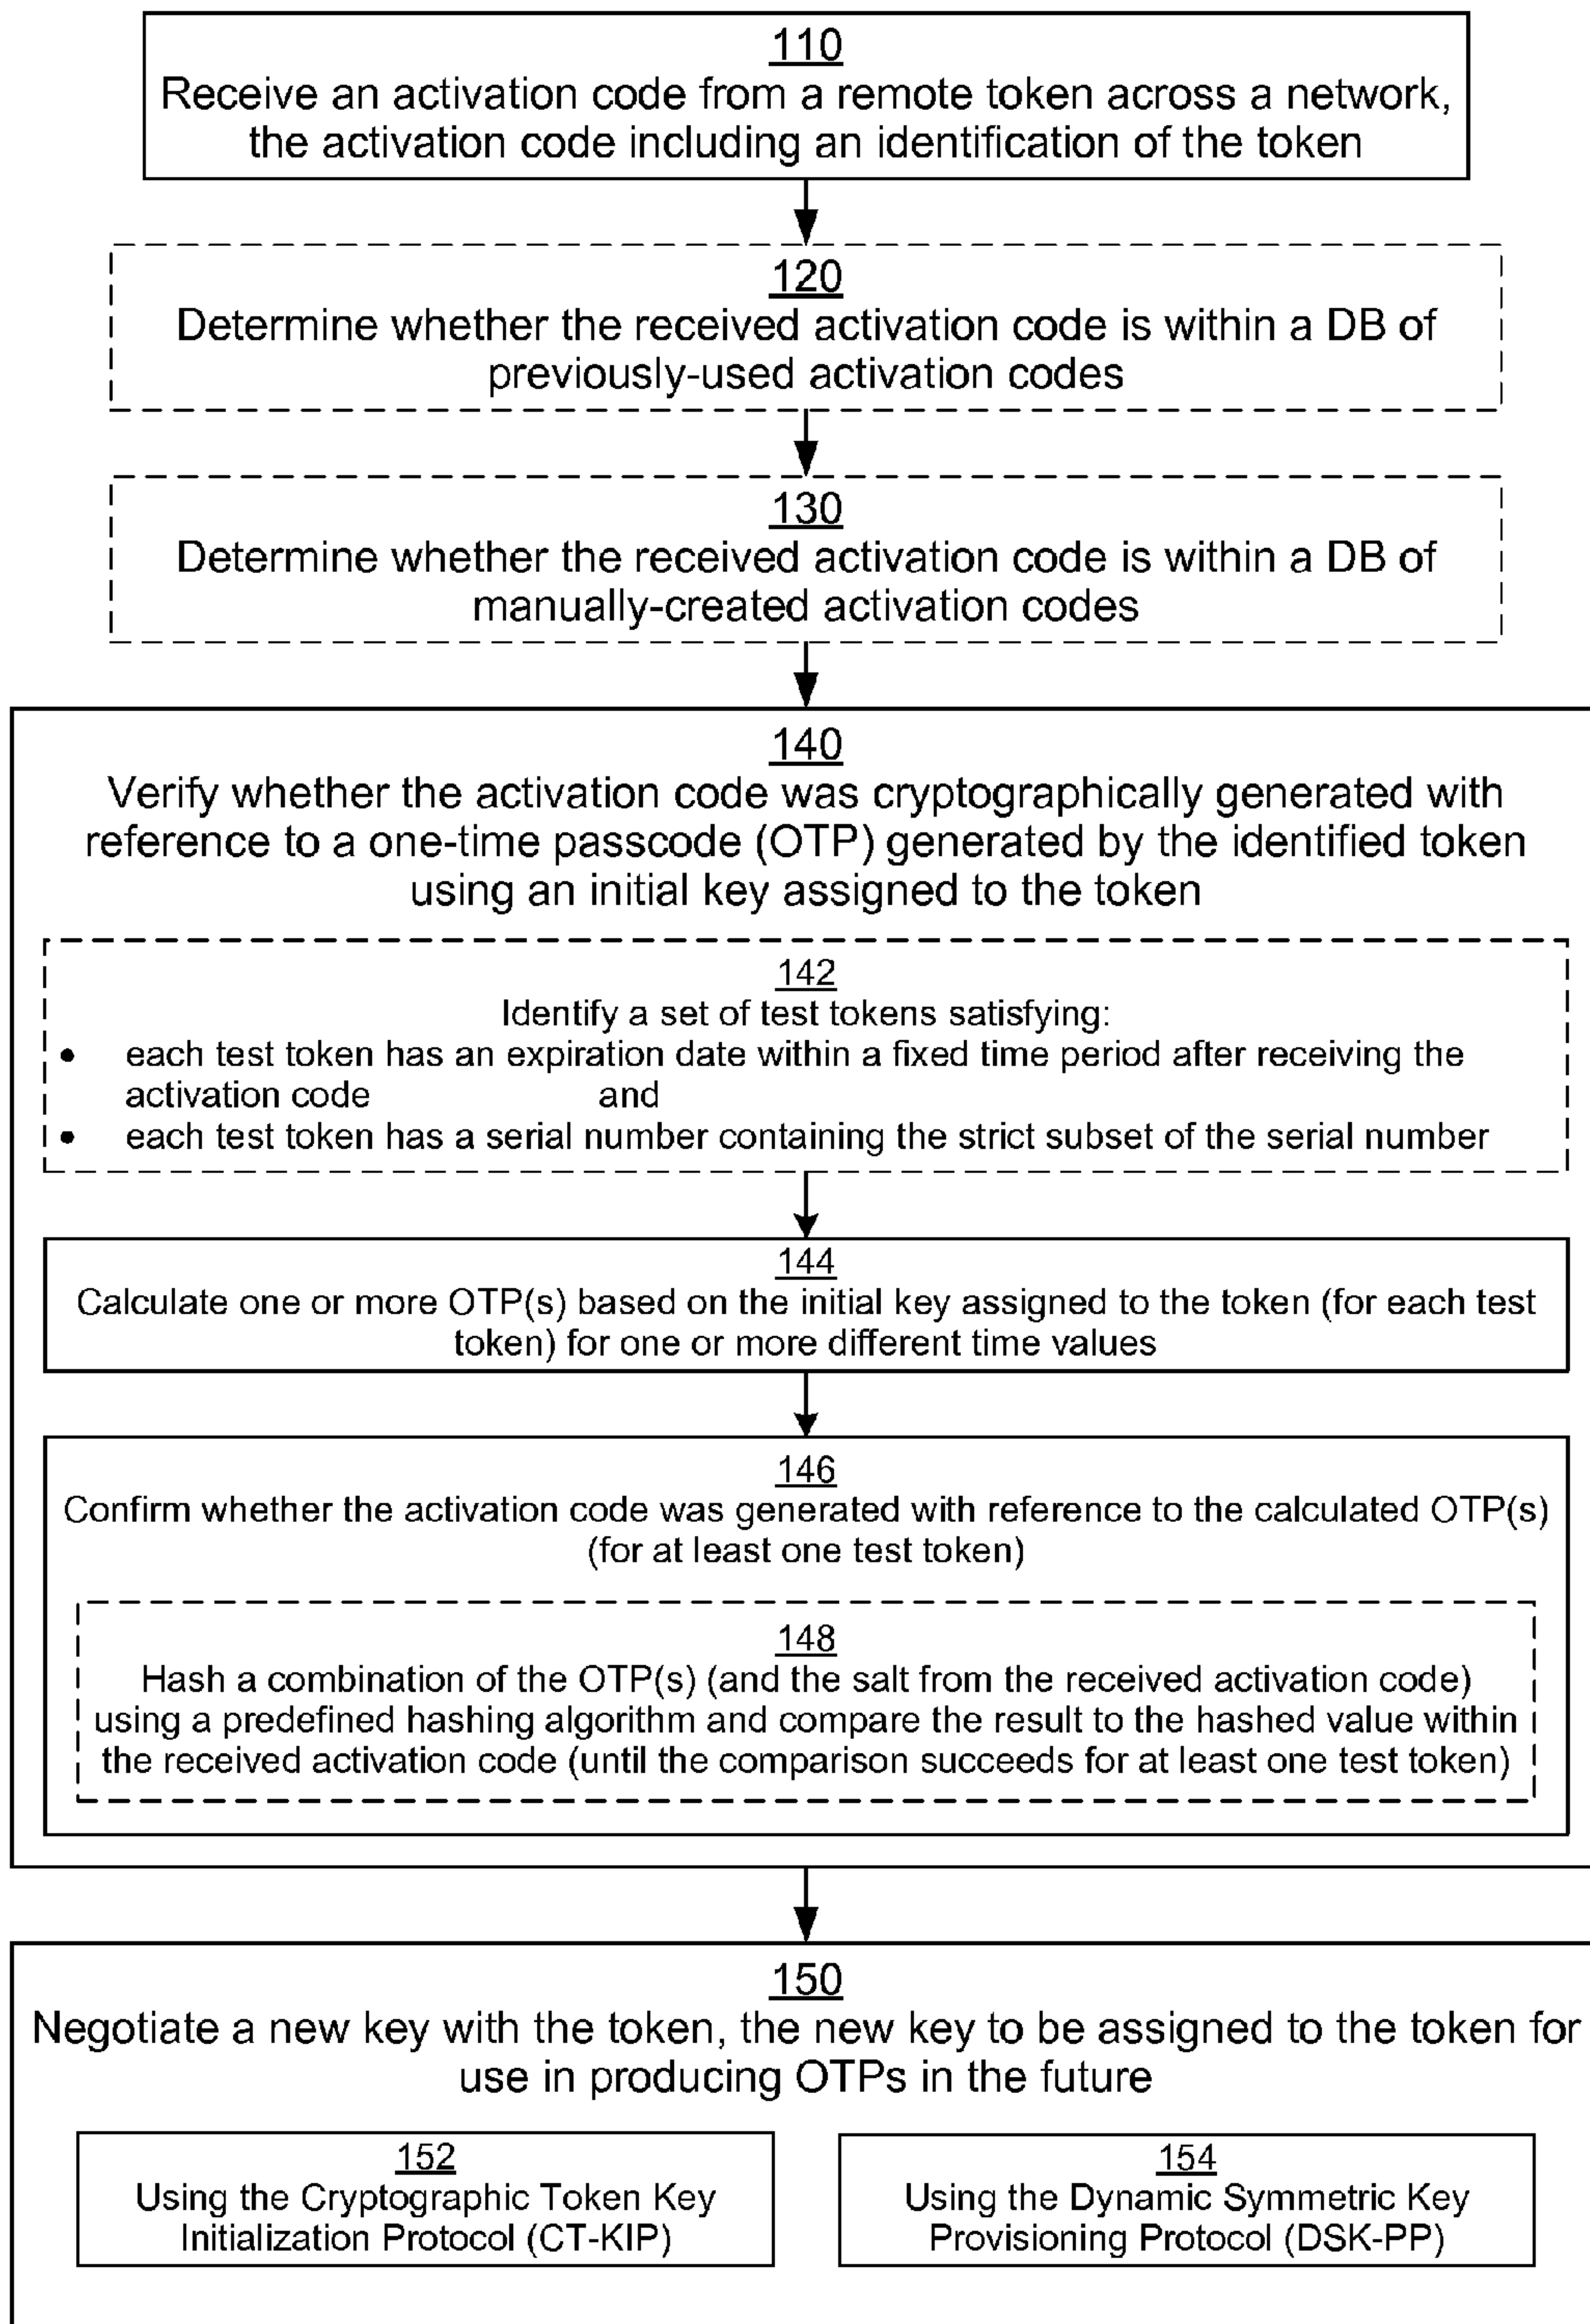 110
Receive an activation code from a remote token across a network,
the activation code including an identification of the token
120
Determine whether the received activation code is within a DB of
previously-used activation codes
130
Determine whether the received activation code is within a DB of
manually-created activation codes
140
Verify whether the activation code was cryptographically generated with
reference to a one-time passcode (OTP) generated by the identified token
using an initial key assigned to the token
142
Identify a set of test tokens satisfying:
• each test token has an expiration date within a fixed time period after receiving the
activation code and
• each test token has a serial number containing the strict subset of the serial number
144
Calculate one or more OTP(s) based on the initial key assigned to the token (for each test
token) for one or more different time values
146
Confirm whether the activation code was generated with reference to the calculated OTP(s)
(for at least one test token)
148
Hash a combination of the OTP(s) (and the salt from the received activation code)
using a predefined hashing algorithm and compare the result to the hashed value within
the received activation code (until the comparison succeeds for at least one test token)
150
Negotiate a new key with the token, the new key to be assigned to the token for
use in producing OTPs in the future
152
Using the Cryptographic Token Key
Initialization Protocol (CT-KIP)
154
Using the Dynamic Symmetric Key
Provisioning Protocol (DSK-PP)